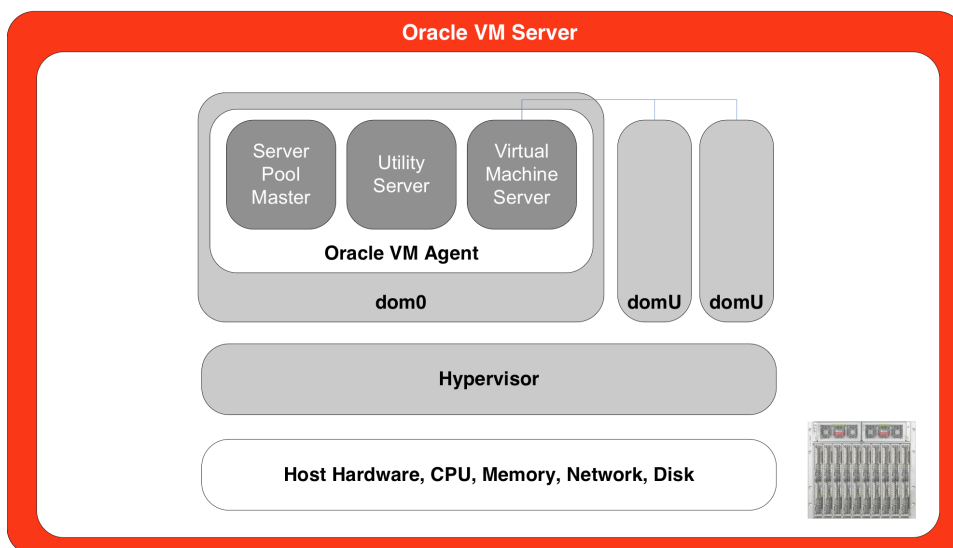 Oracle VM Server
Server
Pool
Master
Utility
Server
Virtual
Machine
Server
Oracle VM Agent
dom0
domU
domU
Hypervisor
Host Hardware, CPU, Memory, Network, Disk